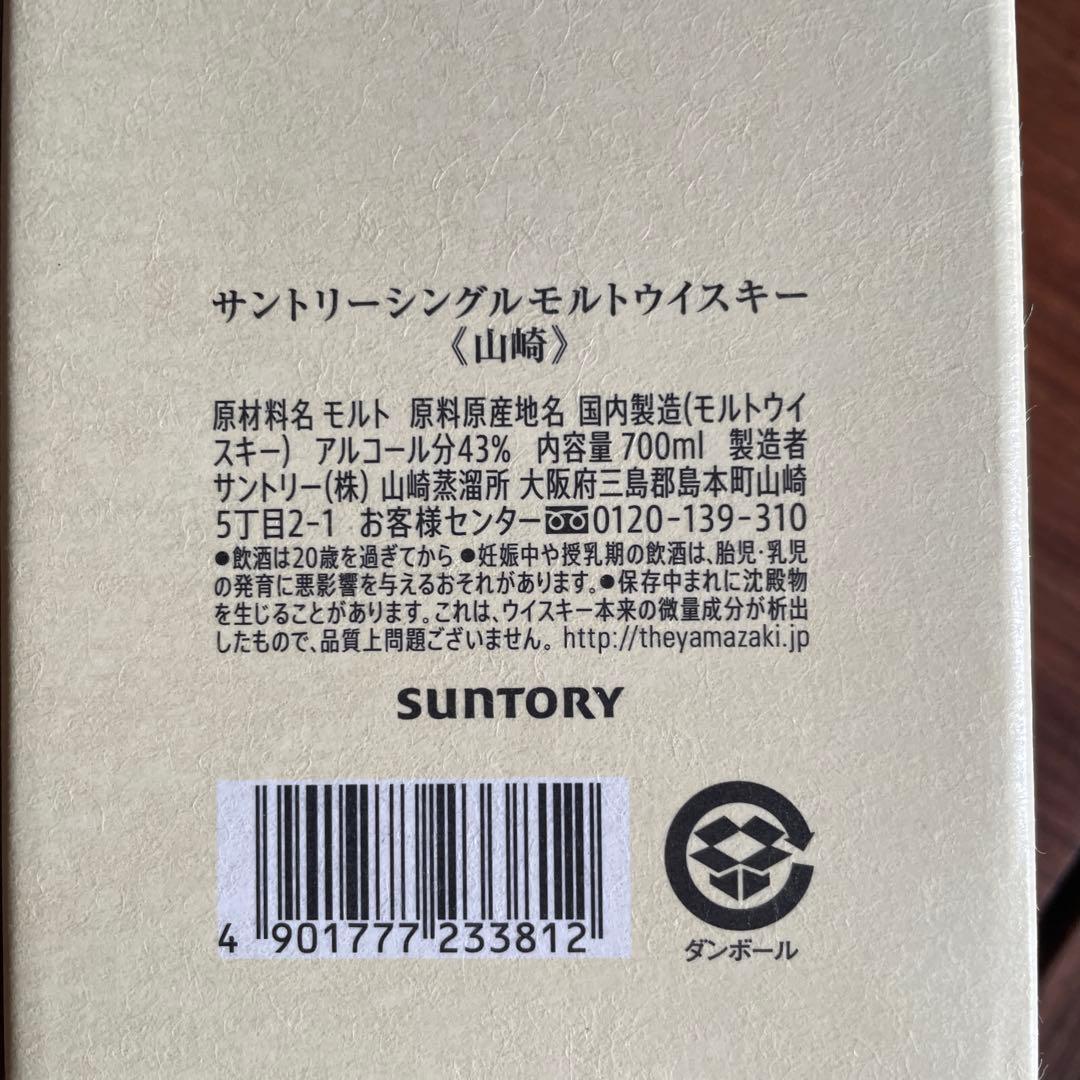 サントリーシングルモルトウイスキー
《山崎》
原材料名 モルト 原料原産地名 国内製造(モルトウイ
スキー) アルコール分43% 内容量 700ml 製造者
サントリー(株) 山崎蒸溜所 大阪府三島郡島本町山崎
5丁目2-1 お客様センター 0120-139-310
●飲酒は20歳を過ぎてから ●妊娠中や授乳期の飲酒は、胎児・乳児
の発育に悪影響を与えるおそれがあります。●保存中まれに沈殿物
を生じることがあります。これは、ウイスキー本来の微量成分が析出
したもので、品質上問題ございません。 http://theyamazaki.jp
SUNTORY
4 901777 233812
ダンボール